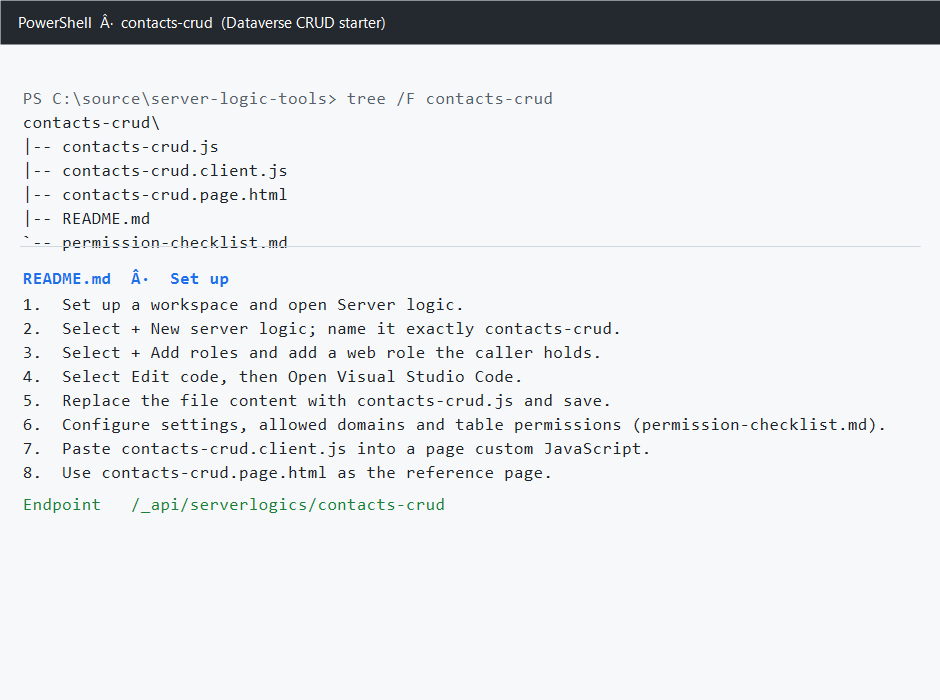 PowerShell Â· contacts-crud (Dataverse CRUD starter)
PS C:\source\server-logic-tools> tree /F contacts-crud
contacts-crud\
|-- contacts-crud.js
|-- contacts-crud.client.js
|-- contacts-crud.page.html
|-- README.md
`-- permission-checklist.md
README.md Â· Set up
1. Set up a workspace and open Server logic.
2. Select + New server logic; name it exactly contacts-crud.
3. Select + Add roles and add a web role the caller holds.
4. Select Edit code, then Open Visual Studio Code.
5. Replace the file content with contacts-crud.js and save.
6. Configure settings, allowed domains and table permissions (permission-checklist.md).
7. Paste contacts-crud.client.js into a page custom JavaScript.
8. Use contacts-crud.page.html as the reference page.
Endpoint /_api/serverlogics/contacts-crud